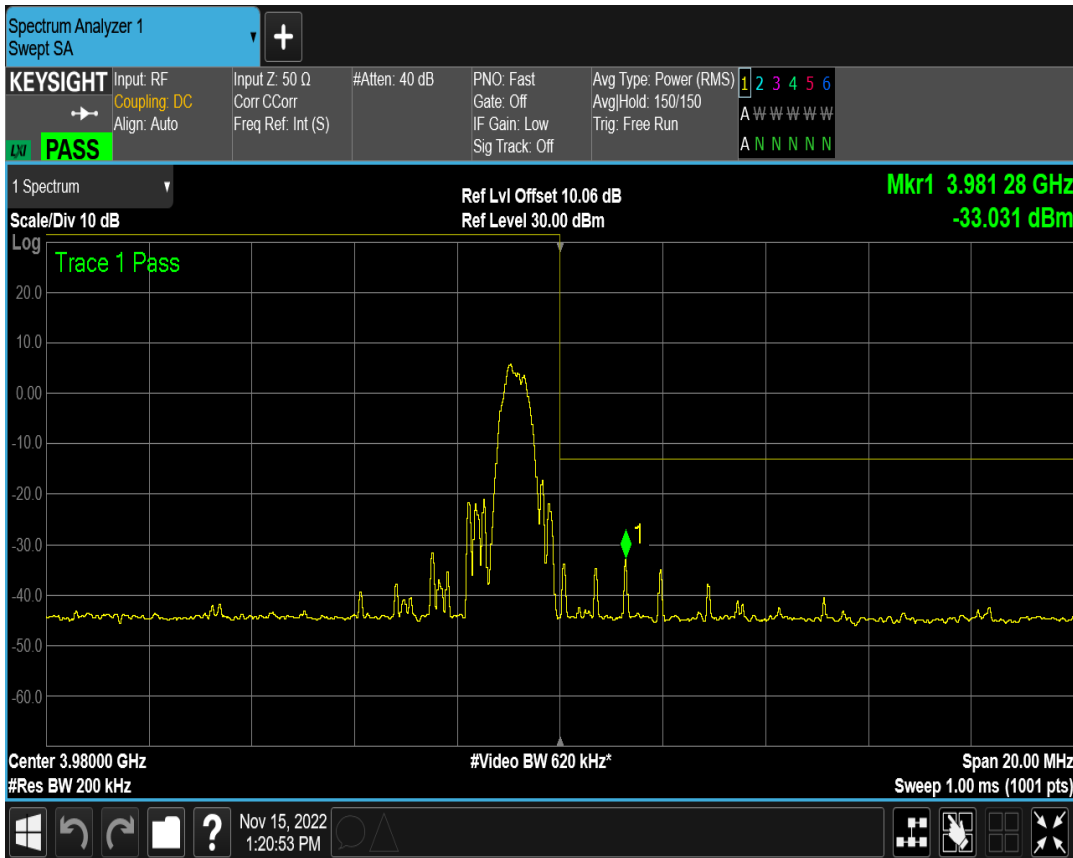 Spectrum Analyzer 1
Swept SA
+
KEYSIGHT
LXI PASS
Input: RF
Coupling: DC
Align: Auto
Input Z: 50 Ω
Corr CCorr
Freq Ref: Int (S)
#Atten: 40 dB
PNO: Fast
Gate: Off
IF Gain: Low
Sig Track: Off
Avg Type: Power (RMS)
Avg|Hold: 150/150
Trig: Free Run
1 2 3 4 5 6
A W W W W W
A N N N N N
1 Spectrum
Scale/Div 10 dB
Ref Lvl Offset 10.06 dB
Ref Level 30.00 dBm
Mkr1 3.981 28 GHz
-33.031 dBm
Log
Trace 1 Pass
20.0
10.0
0.00
-10.0
-20.0
-30.0
-40.0
-50.0
-60.0
1
Center 3.98000 GHz
#Res BW 200 kHz
#Video BW 620 kHz*
Span 20.00 MHz
Sweep 1.00 ms (1001 pts)
?
Nov 15, 2022
1:20:53 PM